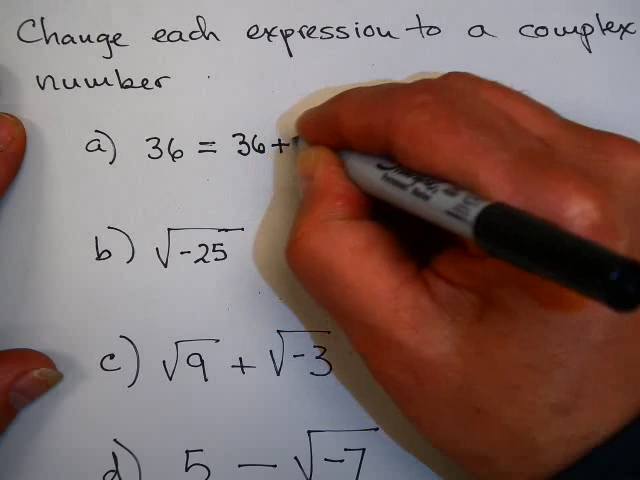 Change each expression to a complex
number
a) 36 = 36 +
b) √-25
c) √9 + √-3
d) 5 - √-7